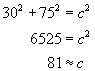 30² + 75² = c²
6525 = c²
81 ≈ c